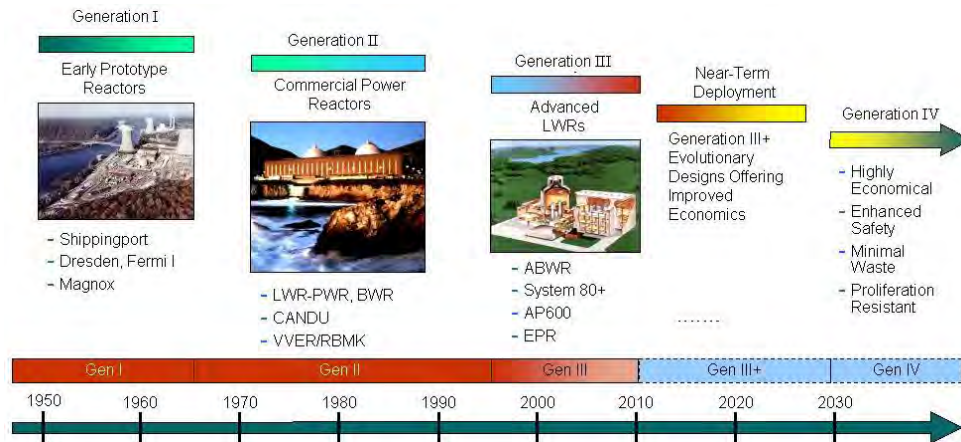 Generation I
Early Prototype
Reactors
- Shippingport
- Dresden, Fermi I
- Magnox
Generation II
Commercial Power
Reactors
- LWR-PWR, BWR
- CANDU
- VVER/RBMK
Generation III
Advanced
LWRs
- ABWR
- System 80+
- AP600
- EPR
Near-Term
Deployment
Generation III+
Evolutionary
Designs Offering
Improved
Economics
.......
Generation IV
- Highly
Economical
- Enhanced
Safety
- Minimal
Waste
- Proliferation
Resistant
Gen I
Gen II
Gen III
Gen III+
Gen IV
1950
1960
1970
1980
1990
2000
2010
2020
2030